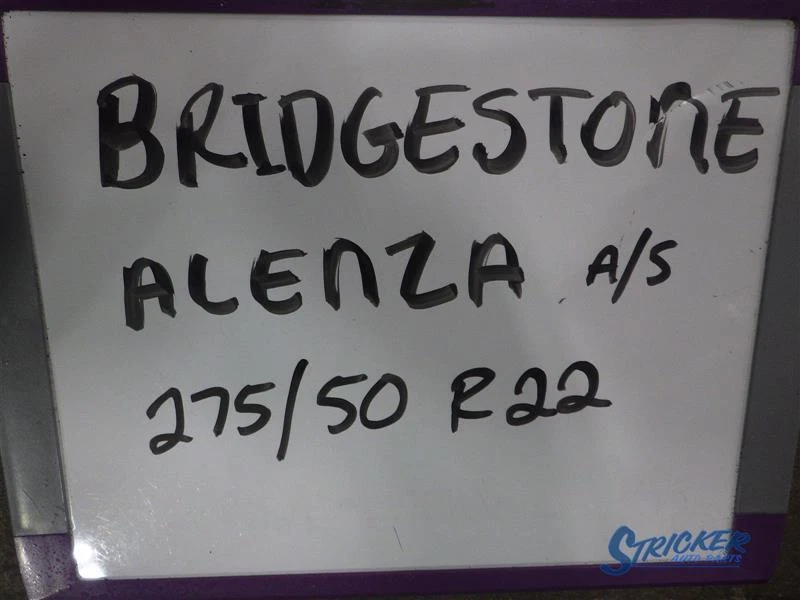 BRIDGESTONE
ALENZA A/S
275/50 R22
STRICKER
AUTO PARTS